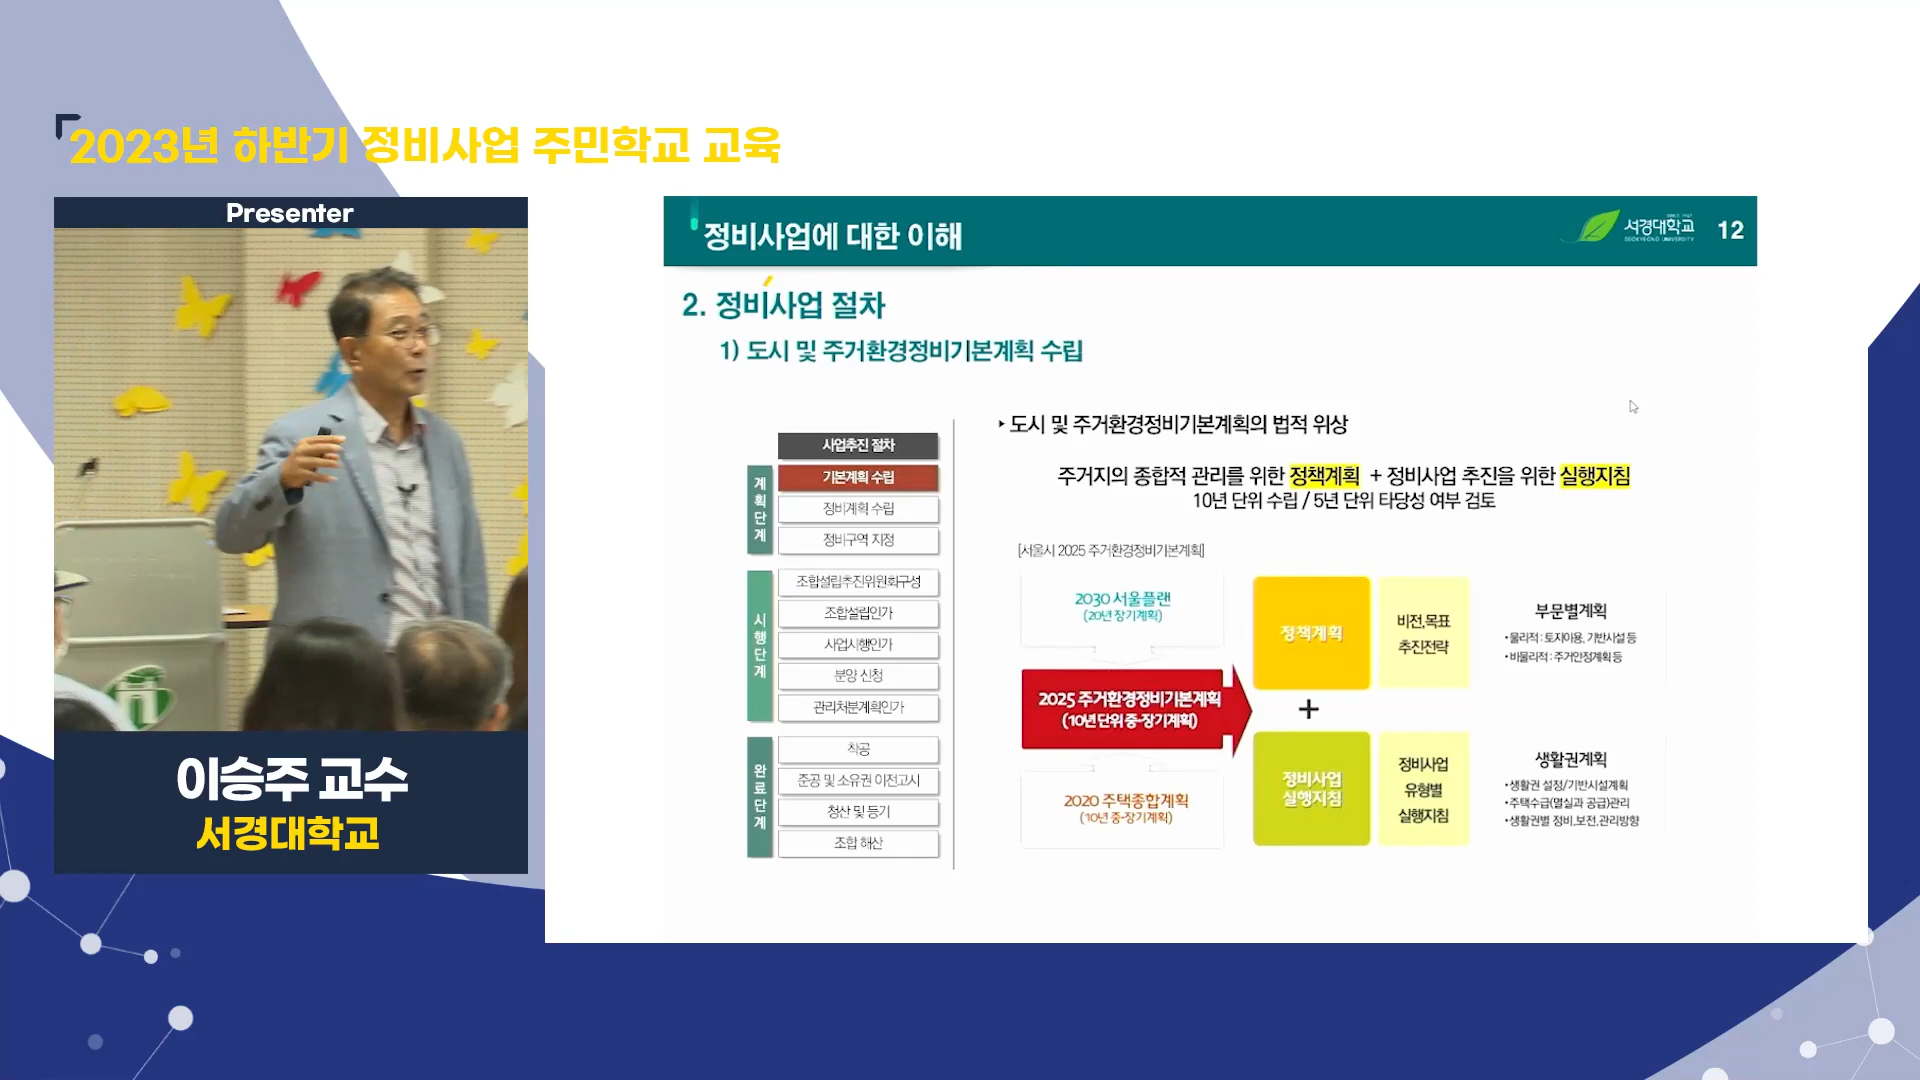 2023년 하반기 정비사업 주민학교 교육
Presenter
이승주 교수
서경대학교
정비사업에 대한 이해
SINCE 1947
서경대학교
SEOKYEONG UNIVERSITY
12
2. 정비사업 절차
1) 도시 및 주거환경정비기본계획 수립
사업추진 절차
계획단계
기본계획 수립
정비계획 수립
정비구역 지정
시행단계
조합설립추진위원회구성
조합설립인가
사업시행인가
분양 신청
관리처분계획인가
완료단계
착공
준공 및 소유권 이전고시
청산 및 등기
조합 해산
‣ 도시 및 주거환경정비기본계획의 법적 위상
주거지의 종합적 관리를 위한 정책계획 + 정비사업 추진을 위한 실행지침
10년 단위 수립 / 5년 단위 타당성 여부 검토
[서울시 2025 주거환경정비기본계획]
2030 서울플랜
(20년 장기계획)
2025 주거환경정비기본계획
(10년 단위 중·장기계획)
2020 주택종합계획
(10년 중·장기계획)
정책계획
비전,목표
추진전략
부문별계획
• 물리적 : 토지이용, 기반시설 등
• 비물리적 : 주거안정계획 등
+
정비사업
실행지침
정비사업
유형별
실행지침
생활권계획
• 생활권 설정/기반시설계획
• 주택수급(멸실과 공급)관리
• 생활권별 정비,보전,관리방향